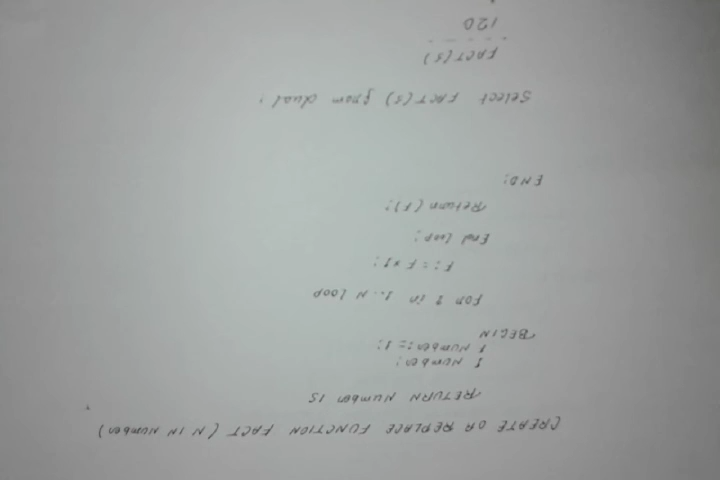 CREATE OR REPLACE FUNCTION FACT (N IN NUMBER)
RETURN NUMBER IS
I NUMBER;
F NUMBER := 1;
BEGIN
FOR I in 1..N LOOP
F := F * I;
End loop;
Return (F);
END;
Select FACT(5) from dual;
FACT(5)
-------
120